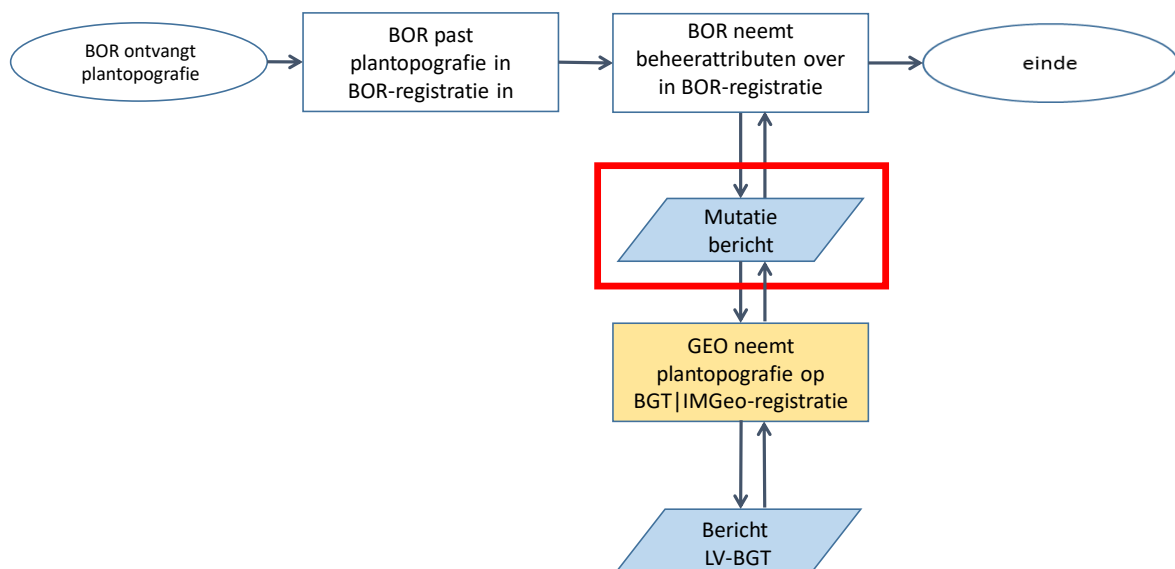 BOR ontvangt
plantopografie
BOR past
plantopografie in
BOR-registratie in
BOR neemt
beheerattributen over
in BOR-registratie
einde
Mutatie
bericht
GEO neemt
plantopografie op
BGT|IMGeo-registratie
Bericht
LV-BGT